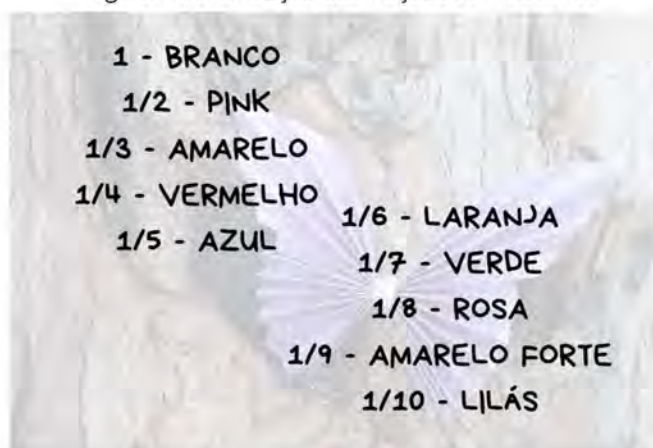 1 - BRANCO
1/2 - PINK
1/3 - AMARELO
1/4 - VERMELHO
1/5 - AZUL
1/6 - LARANJA
1/7 - VERDE
1/8 - ROSA
1/9 - AMARELO FORTE
1/10 - LILÁS